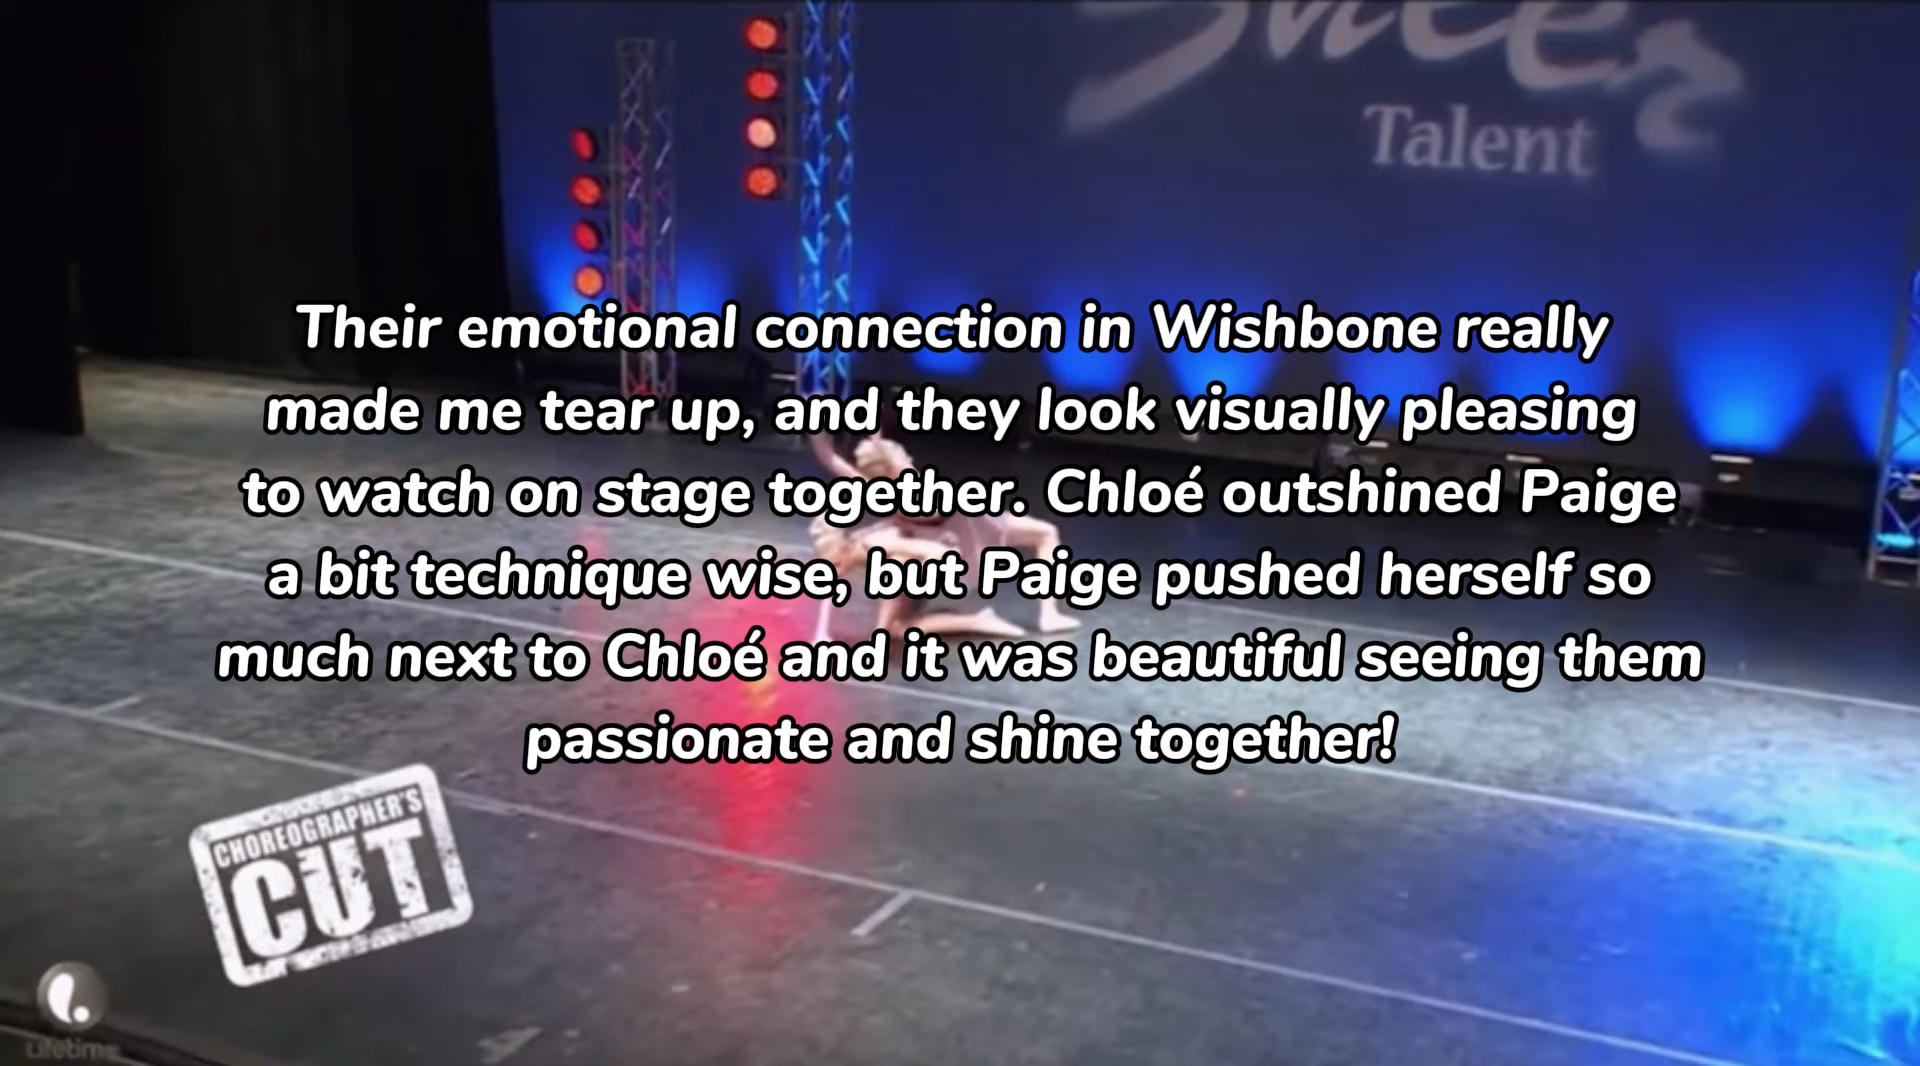 Sheer
Talent
Their emotional connection in Wishbone really
made me tear up, and they look visually pleasing
to watch on stage together. Chloé outshined Paige
a bit technique wise, but Paige pushed herself so
much next to Chloé and it was beautiful seeing them
passionate and shine together!
CHOREOGRAPHER'S
CUT
Lifetime